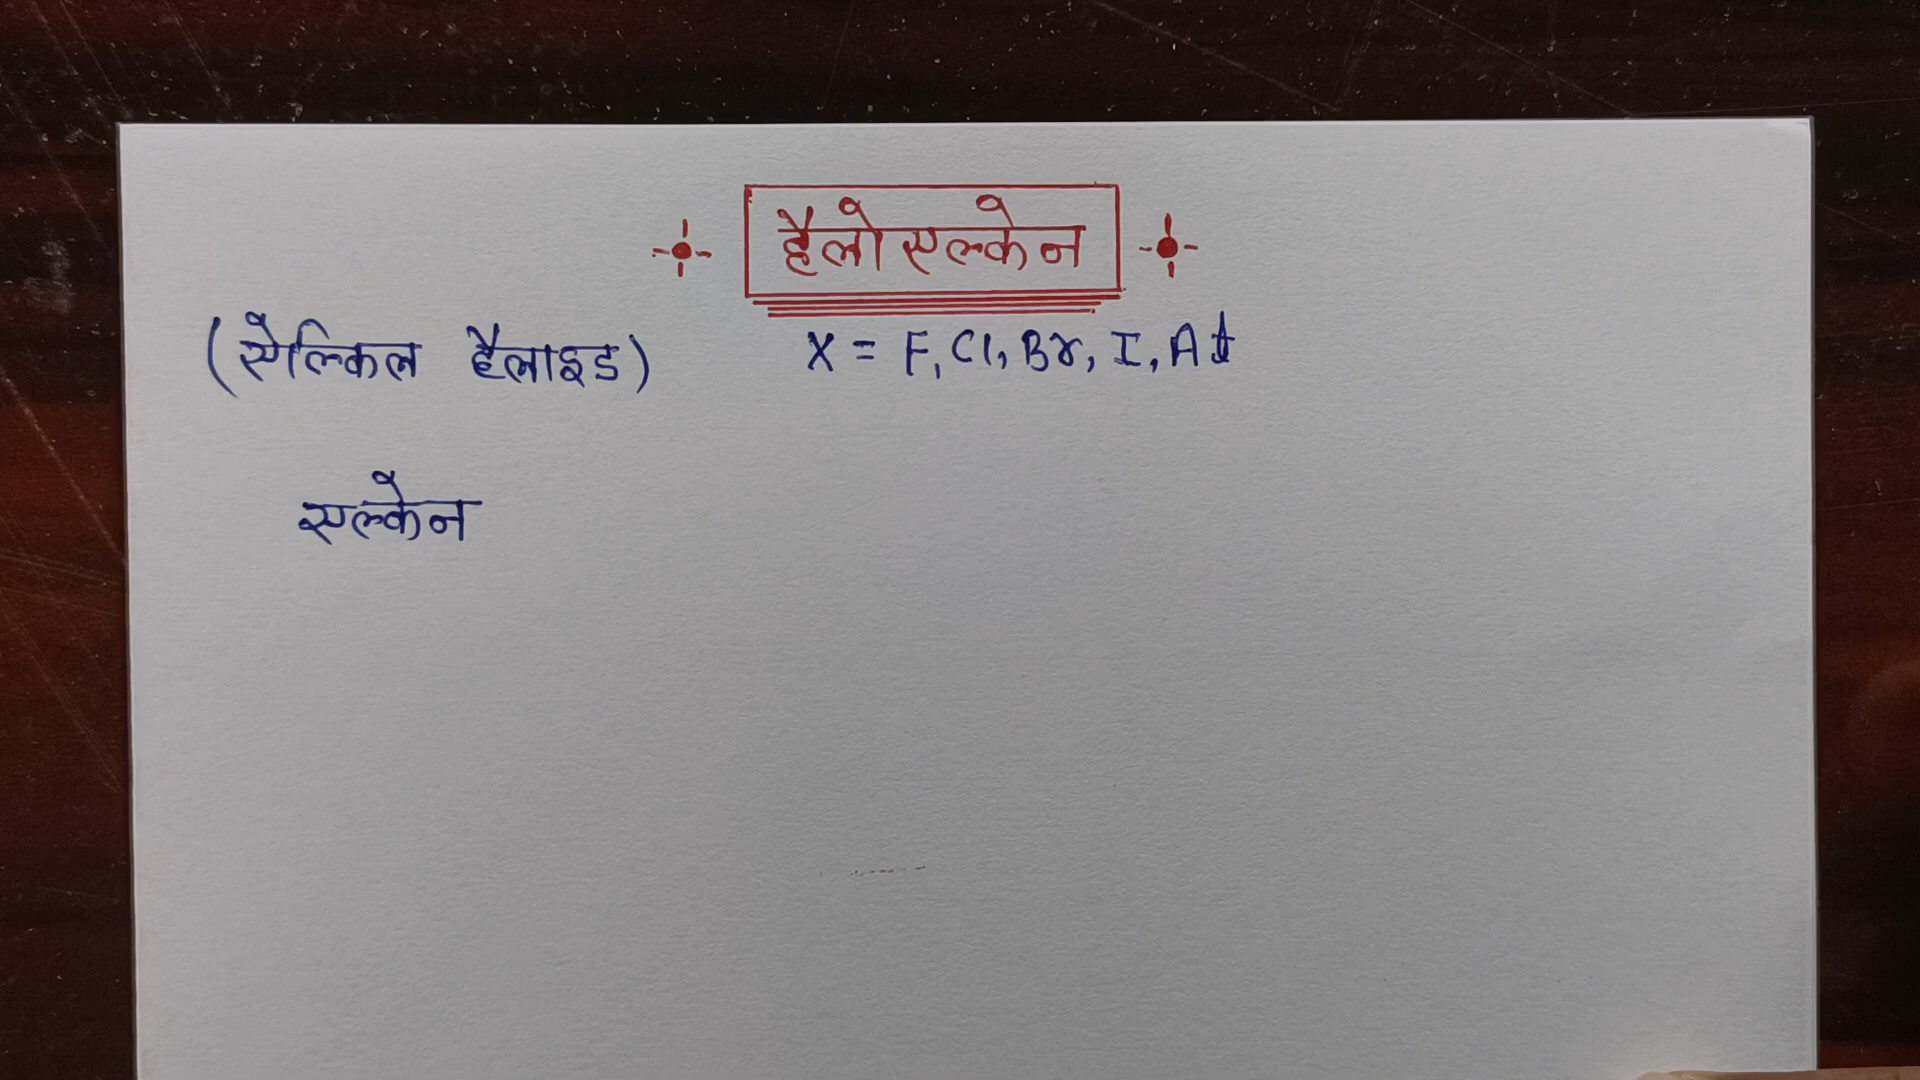 हैलोएल्केन
(ऐल्किल हैलाइड) X = F, Cl, Br, I, At
एल्केन